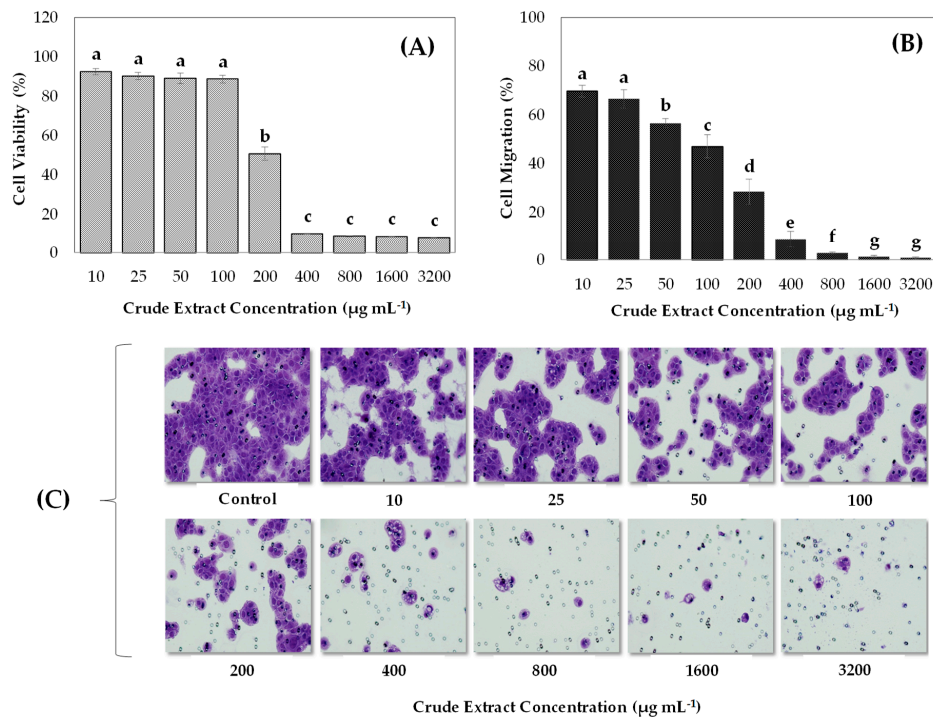 120
100
80
60
40
20
0
Cell Viability (%)
(A)
a a a a b c c c c
10 25 50 100 200 400 800 1600 3200
Crude Extract Concentration (µg mL⁻¹)
80
60
40
20
0
Cell Migration (%)
(B)
a a b c d e f g g
10 25 50 100 200 400 800 1600 3200
Crude Extract Concentration (µg mL⁻¹)
(C)
Control 10 25 50 100
200 400 800 1600 3200
Crude Extract Concentration (µg mL⁻¹)